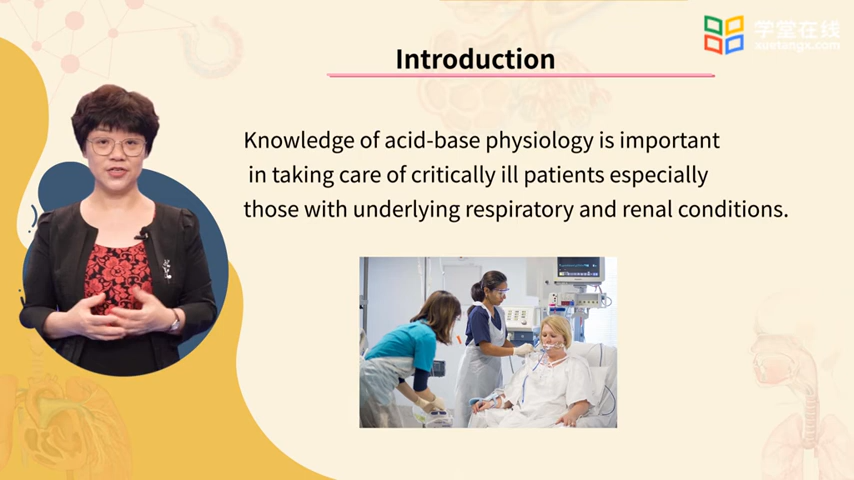 学堂在线
xuetangx.com
Introduction
Knowledge of acid-base physiology is important
in taking care of critically ill patients especially
those with underlying respiratory and renal conditions.